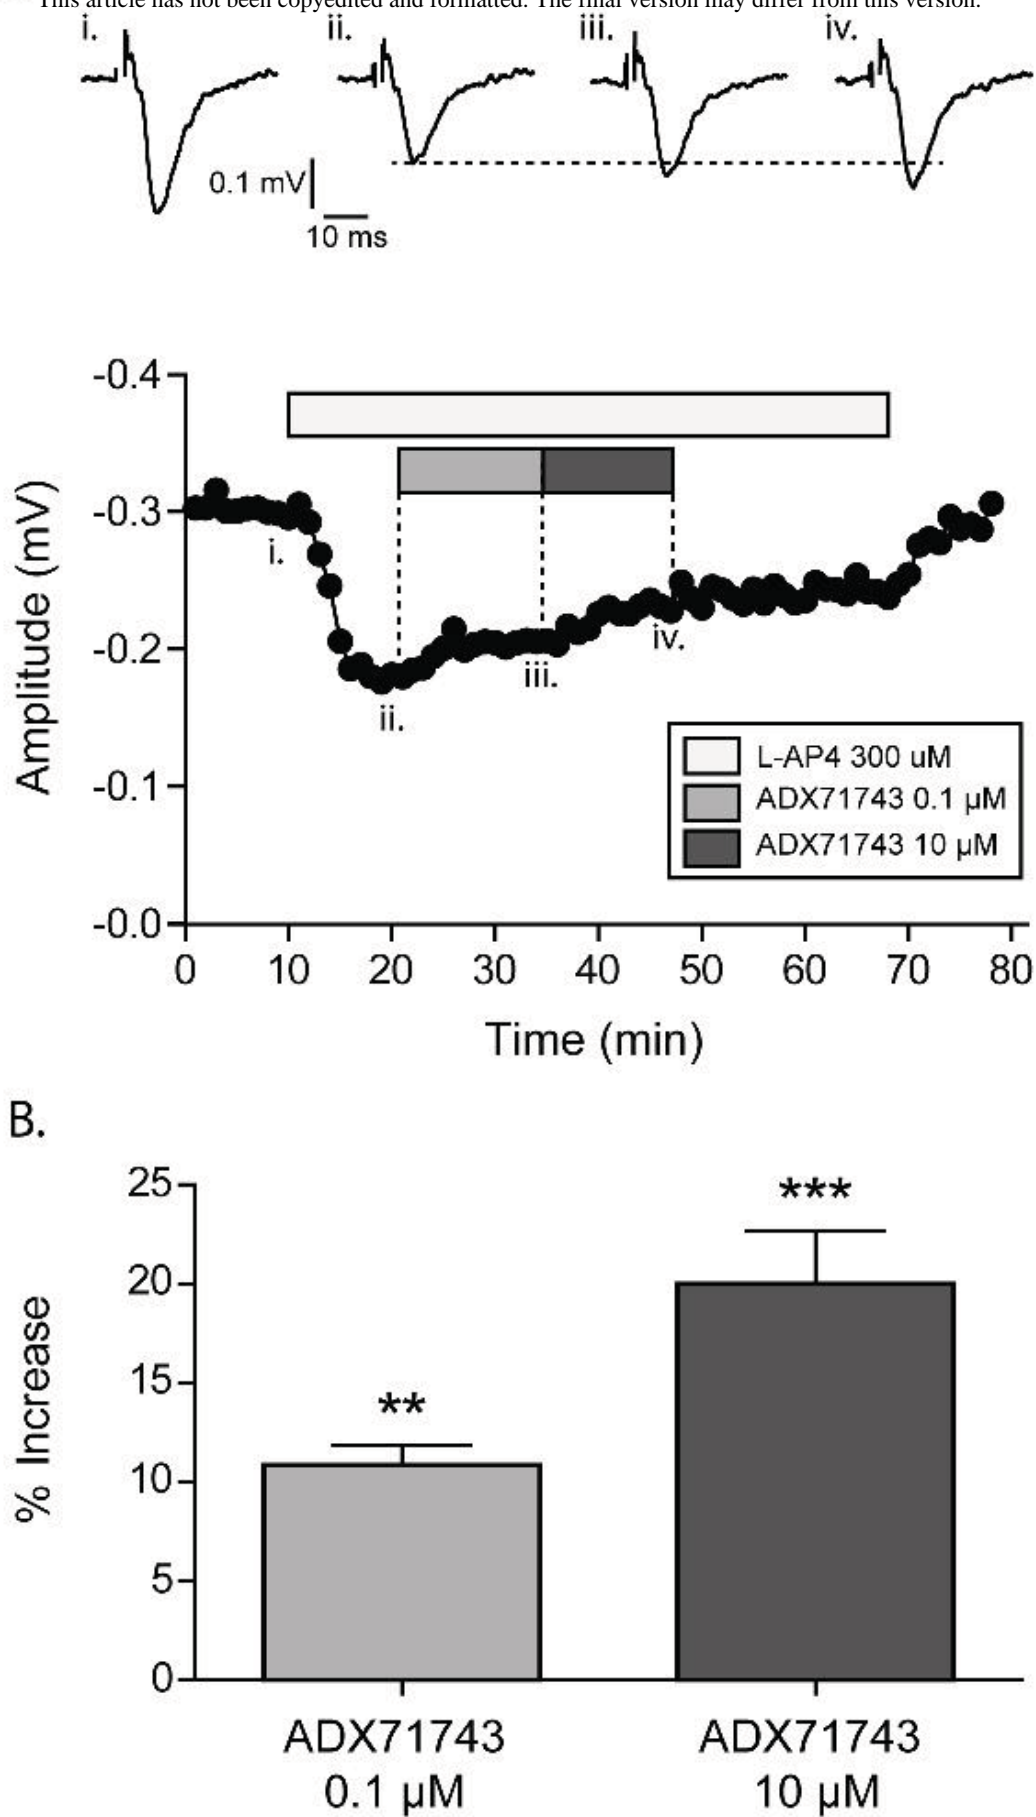 This article has not been copyedited and formatted. The final version may differ from this version.
i. ii. iii. iv.
0.1 mV
10 ms
Amplitude (mV)
-0.4
-0.3
-0.2
-0.1
-0.0
i.
ii.
iii.
iv.
L-AP4 300 uM
ADX71743 0.1 µM
ADX71743 10 µM
0 10 20 30 40 50 60 70 80
Time (min)
B.
% Increase
25
20
15
10
5
0
**
***
ADX71743
0.1 µM
ADX71743
10 µM